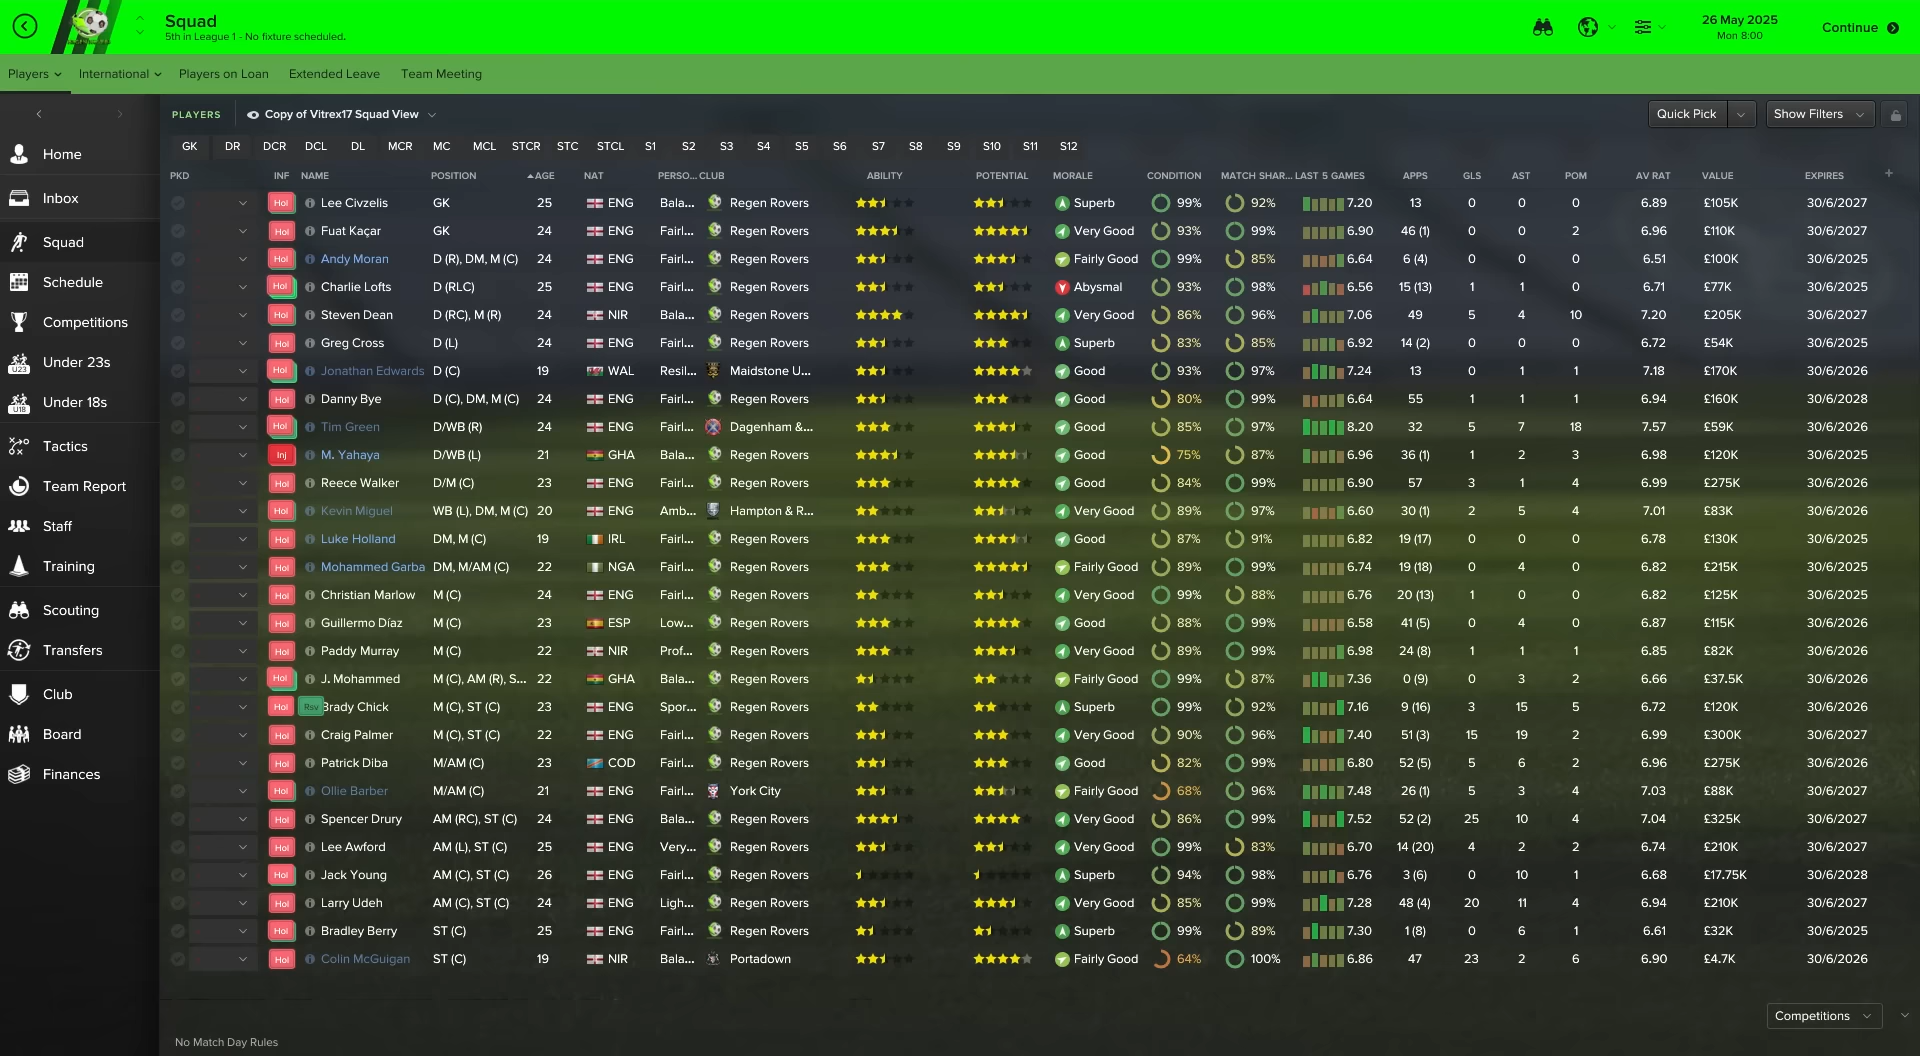 Squad
5th in League 1 - No fixture scheduled.
26 May 2025
Mon 8:00
Continue
Players International Players on Loan Extended Leave Team Meeting
PLAYERS Copy of Vitrex17 Squad View Quick Pick Show Filters
GK DR DCR DCL DL MCR MC MCL STCR STC STCL S1 S2 S3 S4 S5 S6 S7 S8 S9 S10 S11 S12
Home
Inbox
Squad
Schedule
Competitions
U23 Under 23s
U18 Under 18s
Tactics
Team Report
Staff
Training
Scouting
Transfers
Club
Board
Finances
PKD INF NAME POSITION AGE NAT PERSO... CLUB ABILITY POTENTIAL MORALE CONDITION MATCH SHAR... LAST 5 GAMES APPS GLS AST POM AV RAT VALUE EXPIRES
Hol Lee Civzelis GK 25 ENG Bala... Regen Rovers Superb 99% 92% 7.20 13 0 0 0 6.89 £105K 30/6/2027
Hol Fuat Kaçar GK 24 ENG Fairl... Regen Rovers Very Good 93% 99% 6.90 46 (1) 0 0 2 6.96 £110K 30/6/2027
Hol Andy Moran D (R), DM, M (C) 24 ENG Fairl... Regen Rovers Fairly Good 99% 85% 6.64 6 (4) 0 0 0 6.51 £100K 30/6/2025
Hol Charlie Lofts D (RLC) 25 ENG Fairl... Regen Rovers Abysmal 93% 98% 6.56 15 (13) 1 1 0 6.71 £77K 30/6/2025
Hol Steven Dean D (RC), M (R) 24 NIR Bala... Regen Rovers Very Good 86% 96% 7.06 49 5 4 10 7.20 £205K 30/6/2027
Hol Greg Cross D (L) 24 ENG Fairl... Regen Rovers Superb 83% 85% 6.92 14 (2) 0 0 0 6.72 £54K 30/6/2026
Hol Jonathan Edwards D (C) 19 WAL Resil... Maidstone U... Good 93% 97% 7.24 13 0 1 1 7.18 £170K 30/6/2026
Hol Danny Bye D (C), DM, M (C) 24 ENG Fairl... Regen Rovers Good 80% 99% 6.64 55 1 1 1 6.94 £160K 30/6/2028
Hol Tim Green D/WB (R) 24 ENG Fairl... Dagenham &... Good 85% 97% 8.20 32 5 7 18 7.57 £59K 30/6/2026
Inj M. Yahaya D/WB (L) 21 GHA Bala... Regen Rovers Good 75% 87% 6.96 36 (1) 1 2 3 6.98 £120K 30/6/2025
Hol Reece Walker D/M (C) 23 ENG Fairl... Regen Rovers Good 84% 99% 6.90 57 3 1 4 6.99 £275K 30/6/2026
Hol Kevin Miguel WB (L), DM, M (C) 20 ENG Amb... Hampton & R... Very Good 89% 97% 6.60 30 (1) 2 5 4 7.01 £83K 30/6/2026
Hol Luke Holland DM, M (C) 19 IRL Fairl... Regen Rovers Good 87% 91% 6.82 19 (17) 0 0 0 6.78 £130K 30/6/2025
Hol Mohammed Garba DM, M/AM (C) 22 NGA Fairl... Regen Rovers Fairly Good 89% 99% 6.74 19 (18) 0 4 0 6.82 £215K 30/6/2025
Hol Christian Marlow M (C) 24 ENG Fairl... Regen Rovers Very Good 99% 88% 6.76 20 (13) 1 0 0 6.82 £125K 30/6/2026
Hol Guillermo Díaz M (C) 23 ESP Low... Regen Rovers Good 88% 99% 6.58 41 (5) 0 4 0 6.87 £115K 30/6/2026
Hol Paddy Murray M (C) 22 NIR Prof... Regen Rovers Very Good 89% 99% 6.98 24 (8) 1 1 1 6.85 £82K 30/6/2026
Hol J. Mohammed M (C), AM (R), S... 22 GHA Bala... Regen Rovers Fairly Good 99% 87% 7.36 0 (9) 0 3 2 6.66 £37.5K 30/6/2026
Hol Rsv Brady Chick M (C), ST (C) 23 ENG Spor... Regen Rovers Superb 99% 92% 7.16 9 (16) 3 15 5 6.72 £120K 30/6/2026
Hol Craig Palmer M (C), ST (C) 22 ENG Fairl... Regen Rovers Very Good 90% 96% 7.40 51 (3) 15 19 2 6.99 £300K 30/6/2027
Hol Patrick Diba M/AM (C) 23 COD Fairl... Regen Rovers Good 82% 99% 6.80 52 (5) 5 6 2 6.96 £275K 30/6/2026
Hol Ollie Barber M/AM (C) 21 ENG Fairl... York City Fairly Good 68% 96% 7.48 26 (1) 5 3 4 7.03 £88K 30/6/2027
Hol Spencer Drury AM (RC), ST (C) 24 ENG Bala... Regen Rovers Very Good 86% 99% 7.52 52 (2) 25 10 4 7.04 £325K 30/6/2027
Hol Lee Awford AM (L), ST (C) 25 ENG Very... Regen Rovers Very Good 99% 83% 6.70 14 (20) 4 2 2 6.74 £210K 30/6/2027
Hol Jack Young AM (C), ST (C) 26 ENG Fairl... Regen Rovers Superb 94% 98% 6.76 3 (6) 0 10 1 6.68 £17.75K 30/6/2028
Hol Larry Udeh AM (C), ST (C) 24 ENG Ligh... Regen Rovers Very Good 85% 99% 7.28 48 (4) 20 11 4 6.94 £210K 30/6/2027
Hol Bradley Berry ST (C) 25 ENG Fairl... Regen Rovers Superb 99% 89% 7.30 1 (8) 0 6 1 6.61 £32K 30/6/2025
Hol Colin McGuigan ST (C) 19 NIR Bala... Portadown Fairly Good 64% 100% 6.86 47 23 2 6 6.90 £4.7K 30/6/2026
Competitions
No Match Day Rules